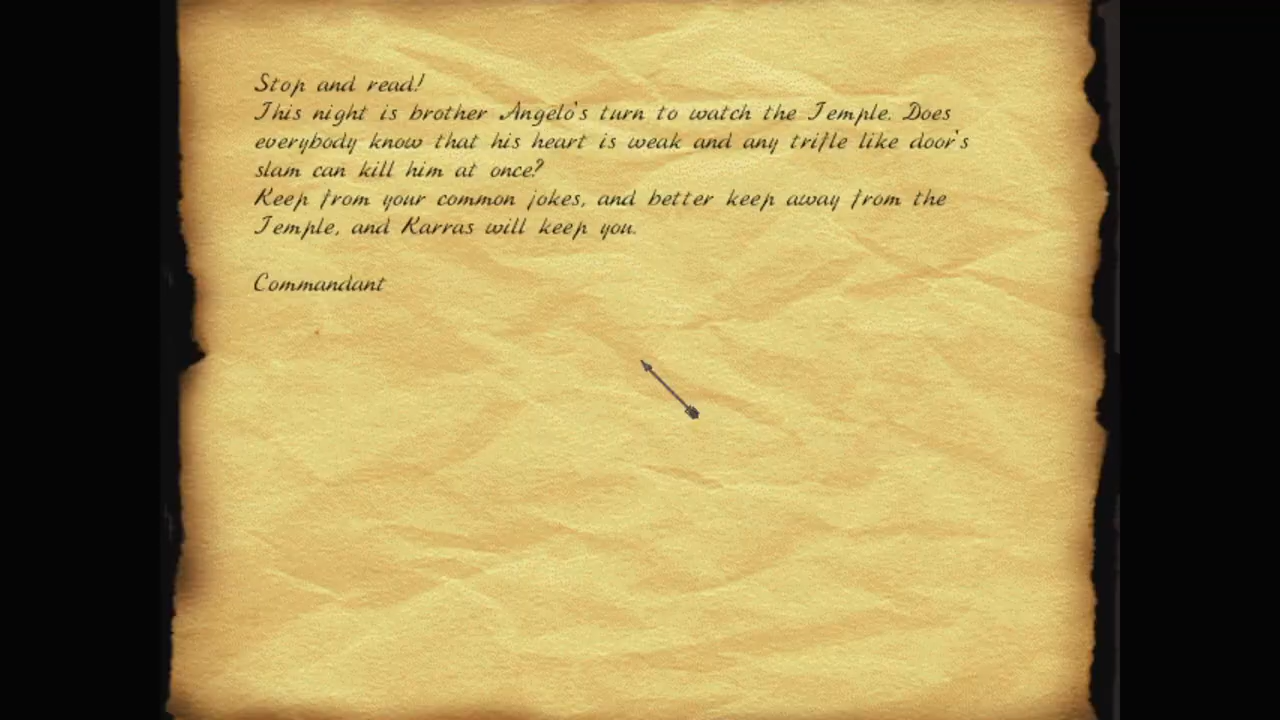 Stop and read!
This night is brother Angelo's turn to watch the Temple. Does
everybody know that his heart is weak and any trifle like door's
slam can kill him at once?
Keep from your common jokes, and better keep away from the
Temple, and Karras will keep you.
Commandant